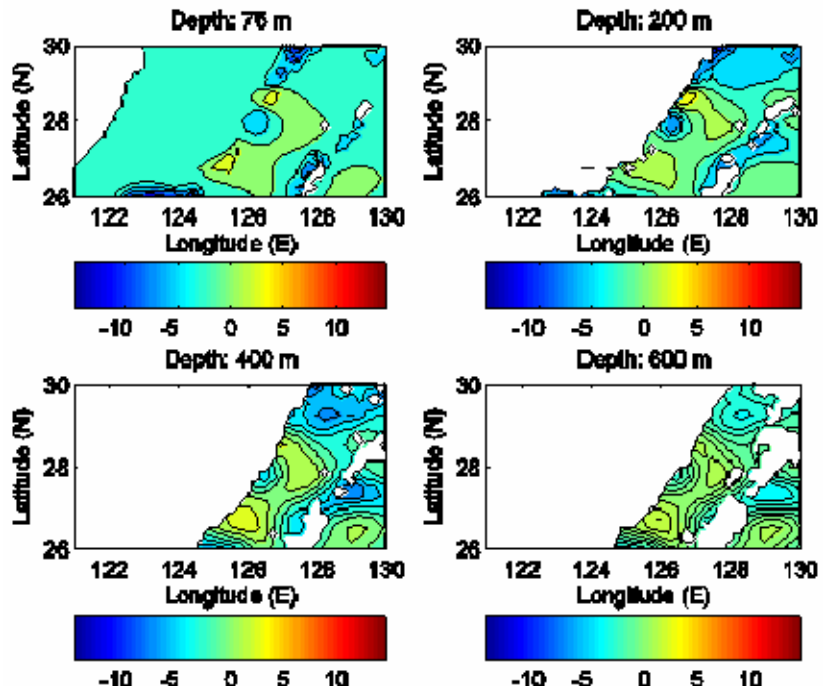 Depth: 75 m
Latitude (N)
30
28
26
122 124 126 128 130
Longitude (E)
-10 -5 0 5 10
Depth: 200 m
Latitude (N)
30
28
26
122 124 126 128 130
Longitude (E)
-10 -5 0 5 10
Depth: 400 m
Latitude (N)
30
28
26
122 124 126 128 130
Longitude (E)
-10 -5 0 5 10
Depth: 600 m
Latitude (N)
30
28
26
122 124 126 128 130
Longitude (E)
-10 -5 0 5 10